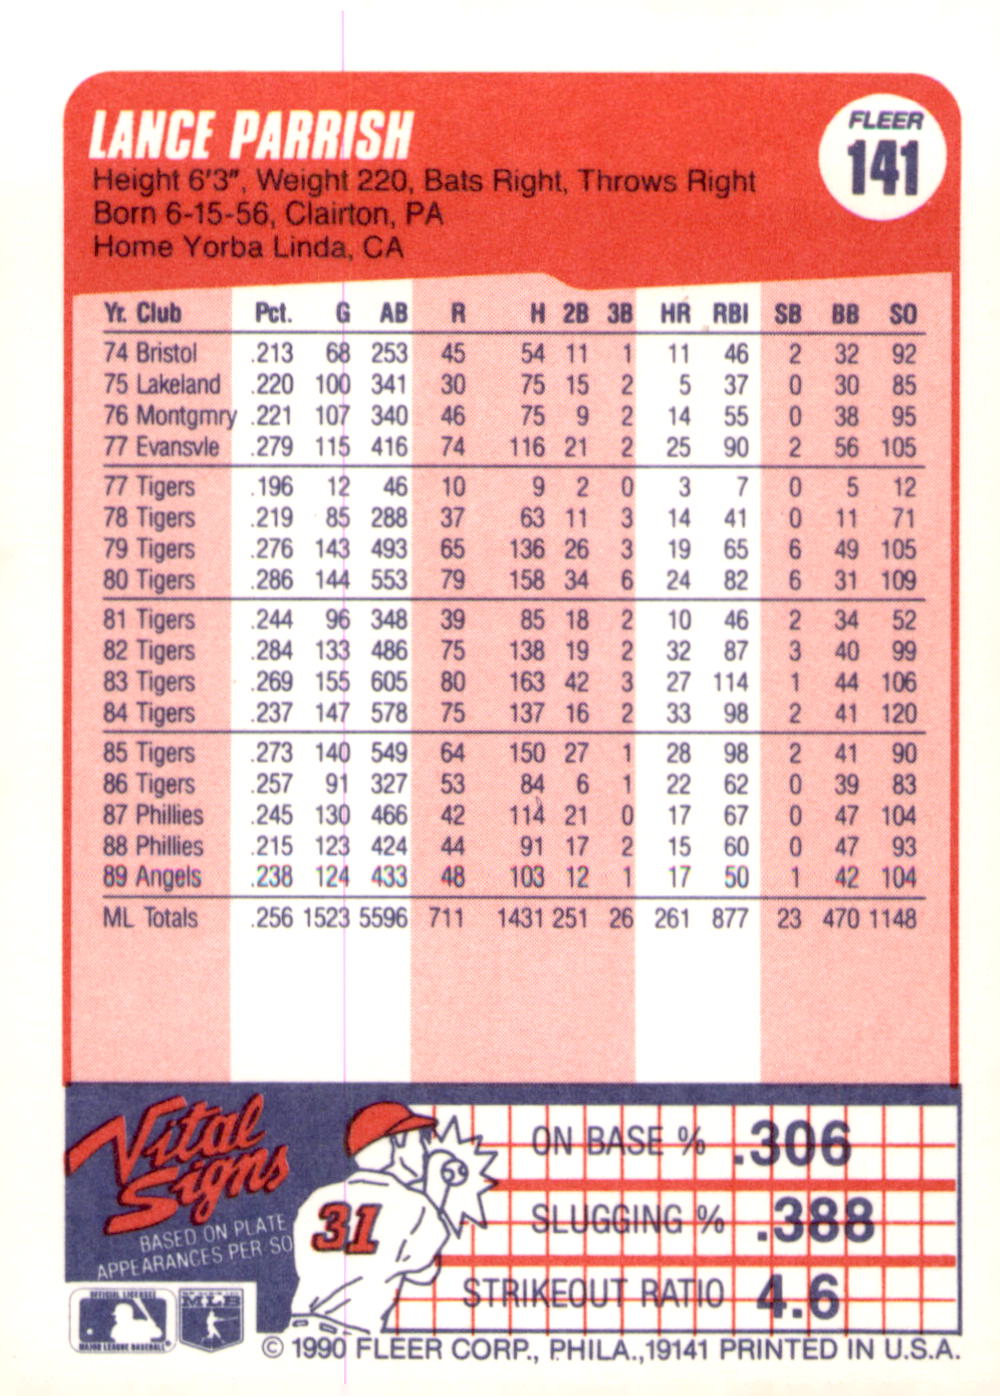 LANCE PARRISH
FLEER
141
Height 6'3", Weight 220, Bats Right, Throws Right
Born 6-15-56, Clairton, PA
Home Yorba Linda, CA
Yr. Club Pct. G AB R H 2B 3B HR RBI SB BB SO
74 Bristol .213 68 253 45 54 11 1 11 46 2 32 92
75 Lakeland .220 100 341 30 75 15 2 5 37 0 30 85
76 Montgmry .221 107 340 46 75 9 2 14 55 0 38 95
77 Evansvle .279 115 416 74 116 21 2 25 90 2 56 105
77 Tigers .196 12 46 10 9 2 0 3 7 0 5 12
78 Tigers .219 85 288 37 63 11 3 14 41 0 11 71
79 Tigers .276 143 493 65 136 26 3 19 65 6 49 105
80 Tigers .286 144 553 79 158 34 6 24 82 6 31 109
81 Tigers .244 96 348 39 85 18 2 10 46 2 34 52
82 Tigers .284 133 486 75 138 19 2 32 87 3 40 99
83 Tigers .269 155 605 80 163 42 3 27 114 1 44 106
84 Tigers .237 147 578 75 137 16 2 33 98 2 41 120
85 Tigers .273 140 549 64 150 27 1 28 98 2 41 90
86 Tigers .257 91 327 53 84 6 1 22 62 0 39 83
87 Phillies .245 130 466 42 114 21 0 17 67 0 47 104
88 Phillies .215 123 424 44 91 17 2 15 60 0 47 93
89 Angels .238 124 433 48 103 12 1 17 50 1 42 104
ML Totals .256 1523 5596 711 1431 251 26 261 877 23 470 1148
Vital
Signs
BASED ON PLATE
APPEARANCES PER SO
31
ON BASE % .306
SLUGGING % .388
STRIKEOUT RATIO 4.6
OFFICIAL LICENSEE
MAJOR LEAGUE BASEBALL
MLB
© 1990 FLEER CORP., PHILA.,19141 PRINTED IN U.S.A.